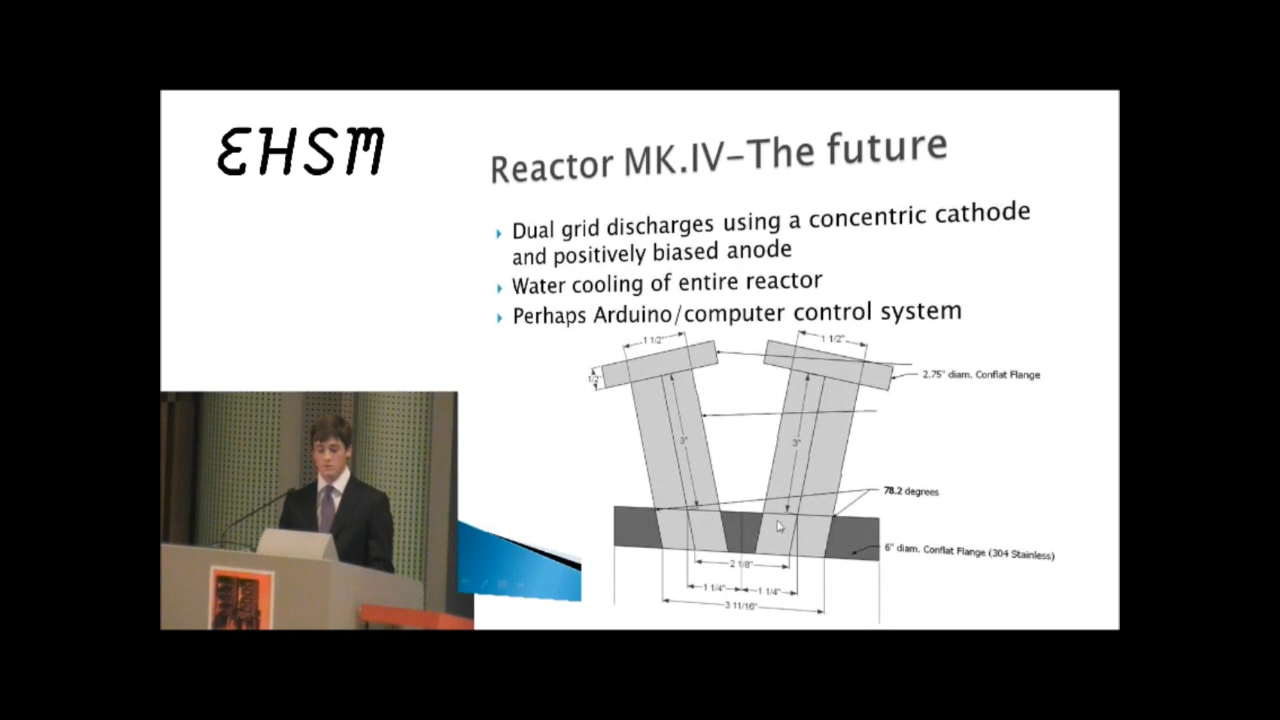 EHSM
Reactor MK.IV–The future
Dual grid discharges using a concentric cathode
and positively biased anode
Water cooling of entire reactor
Perhaps Arduino/computer control system
1 1/2"
1 1/2"
1/2"
2.75" diam. Conflat Flange
3"
3"
78.2 degrees
6" diam. Conflat Flange (304 Stainless)
2 1/8"
1 1/4"
1 1/4"
3 11/16"